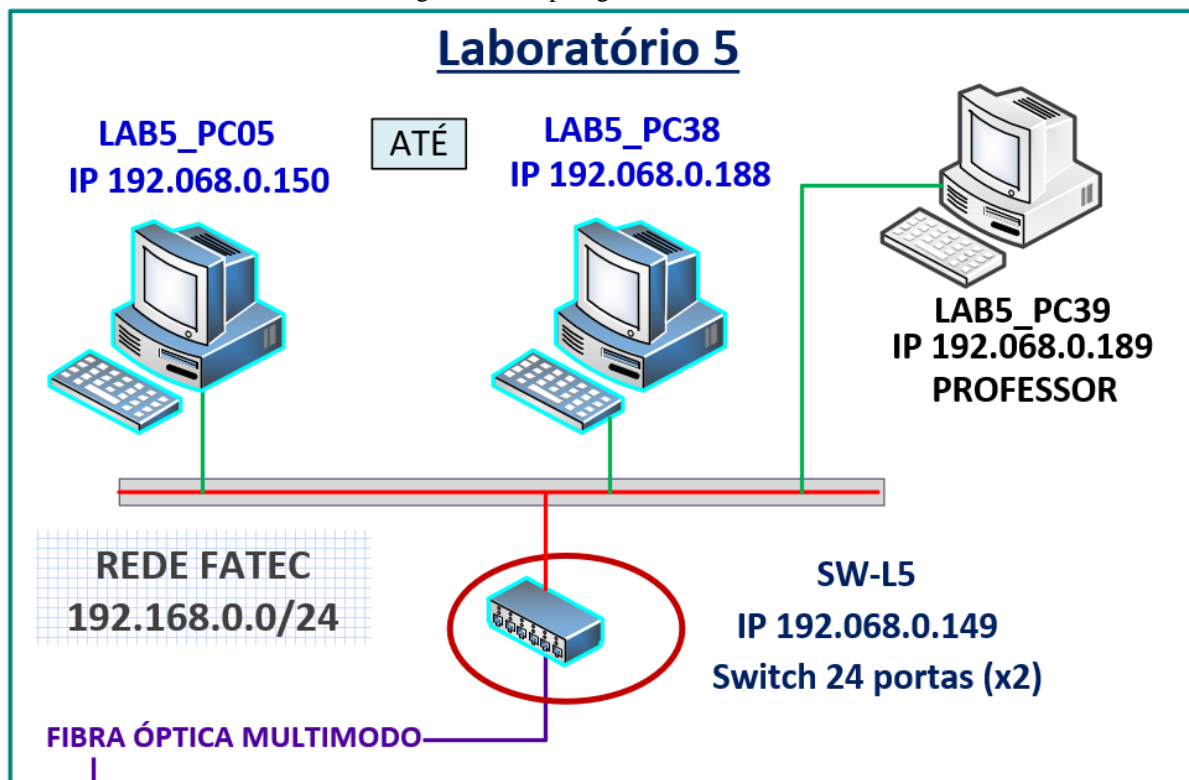 Laboratório 5
LAB5_PC05
IP 192.068.0.150
ATÉ
LAB5_PC38
IP 192.068.0.188
LAB5_PC39
IP 192.068.0.189
PROFESSOR
REDE FATEC
192.168.0.0/24
SW-L5
IP 192.068.0.149
Switch 24 portas (x2)
FIBRA ÓPTICA MULTIMODO